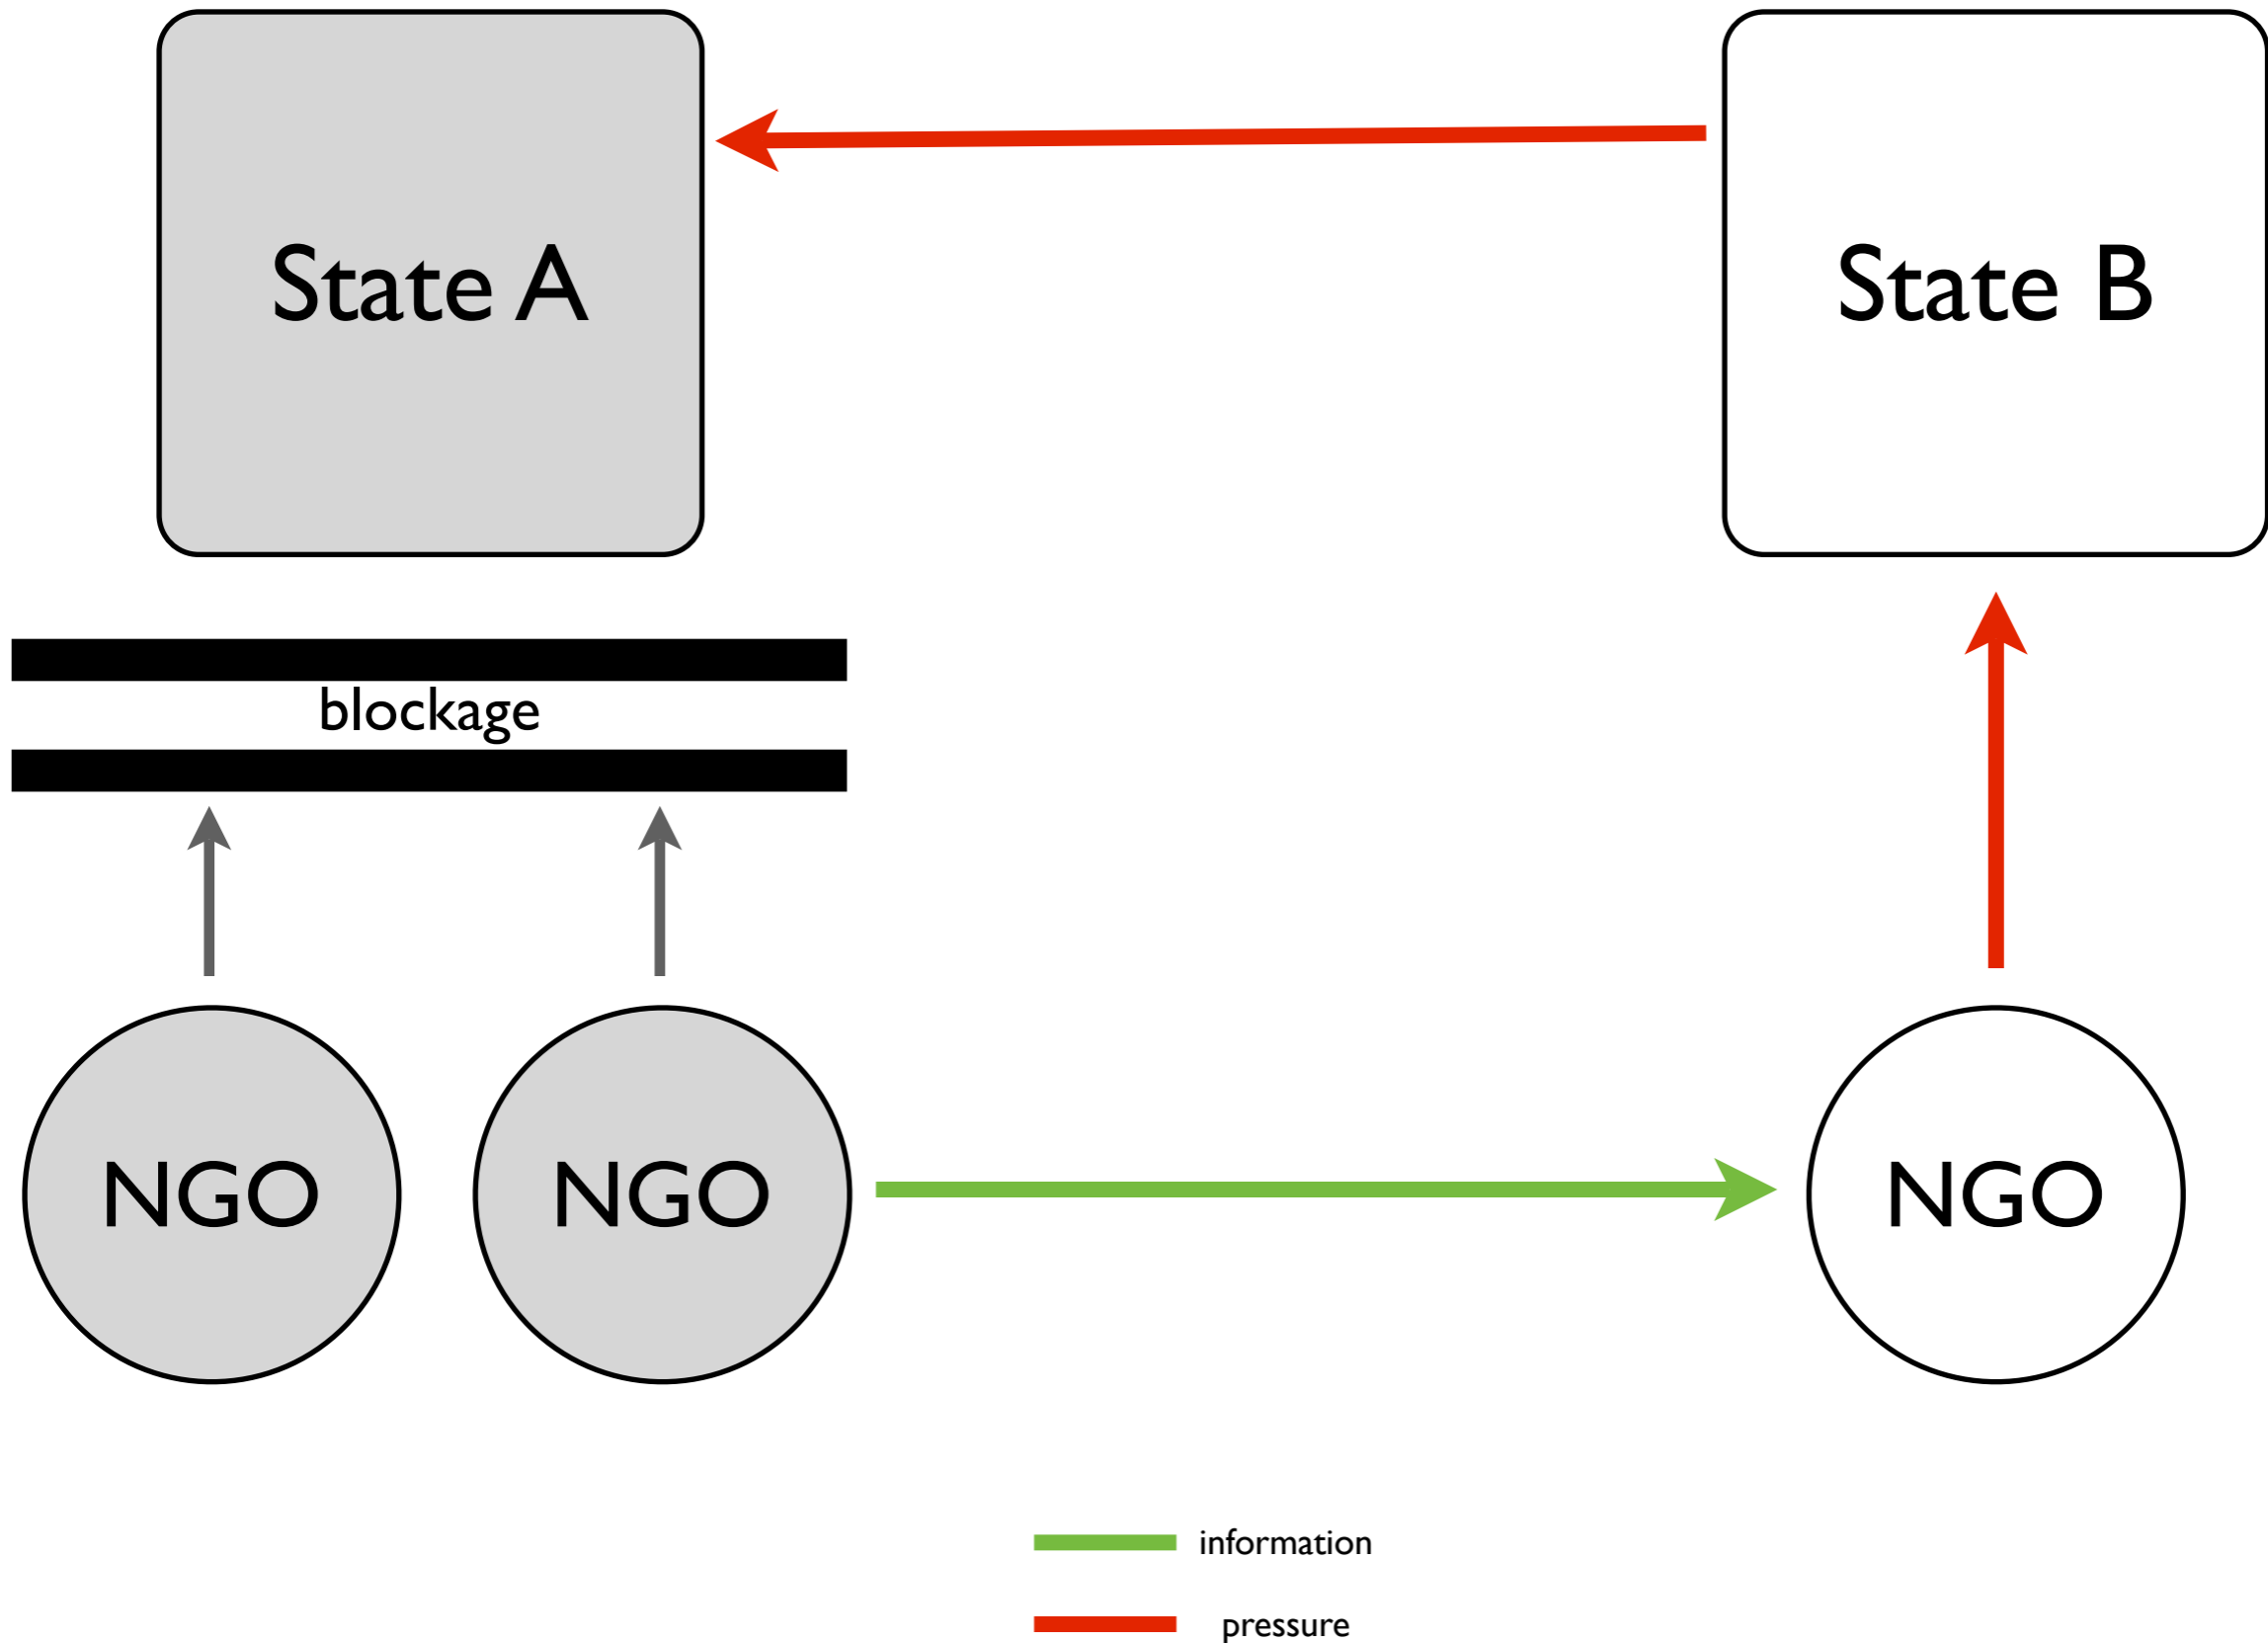 State A
State B
blockage
NGO
NGO
NGO
information
pressure